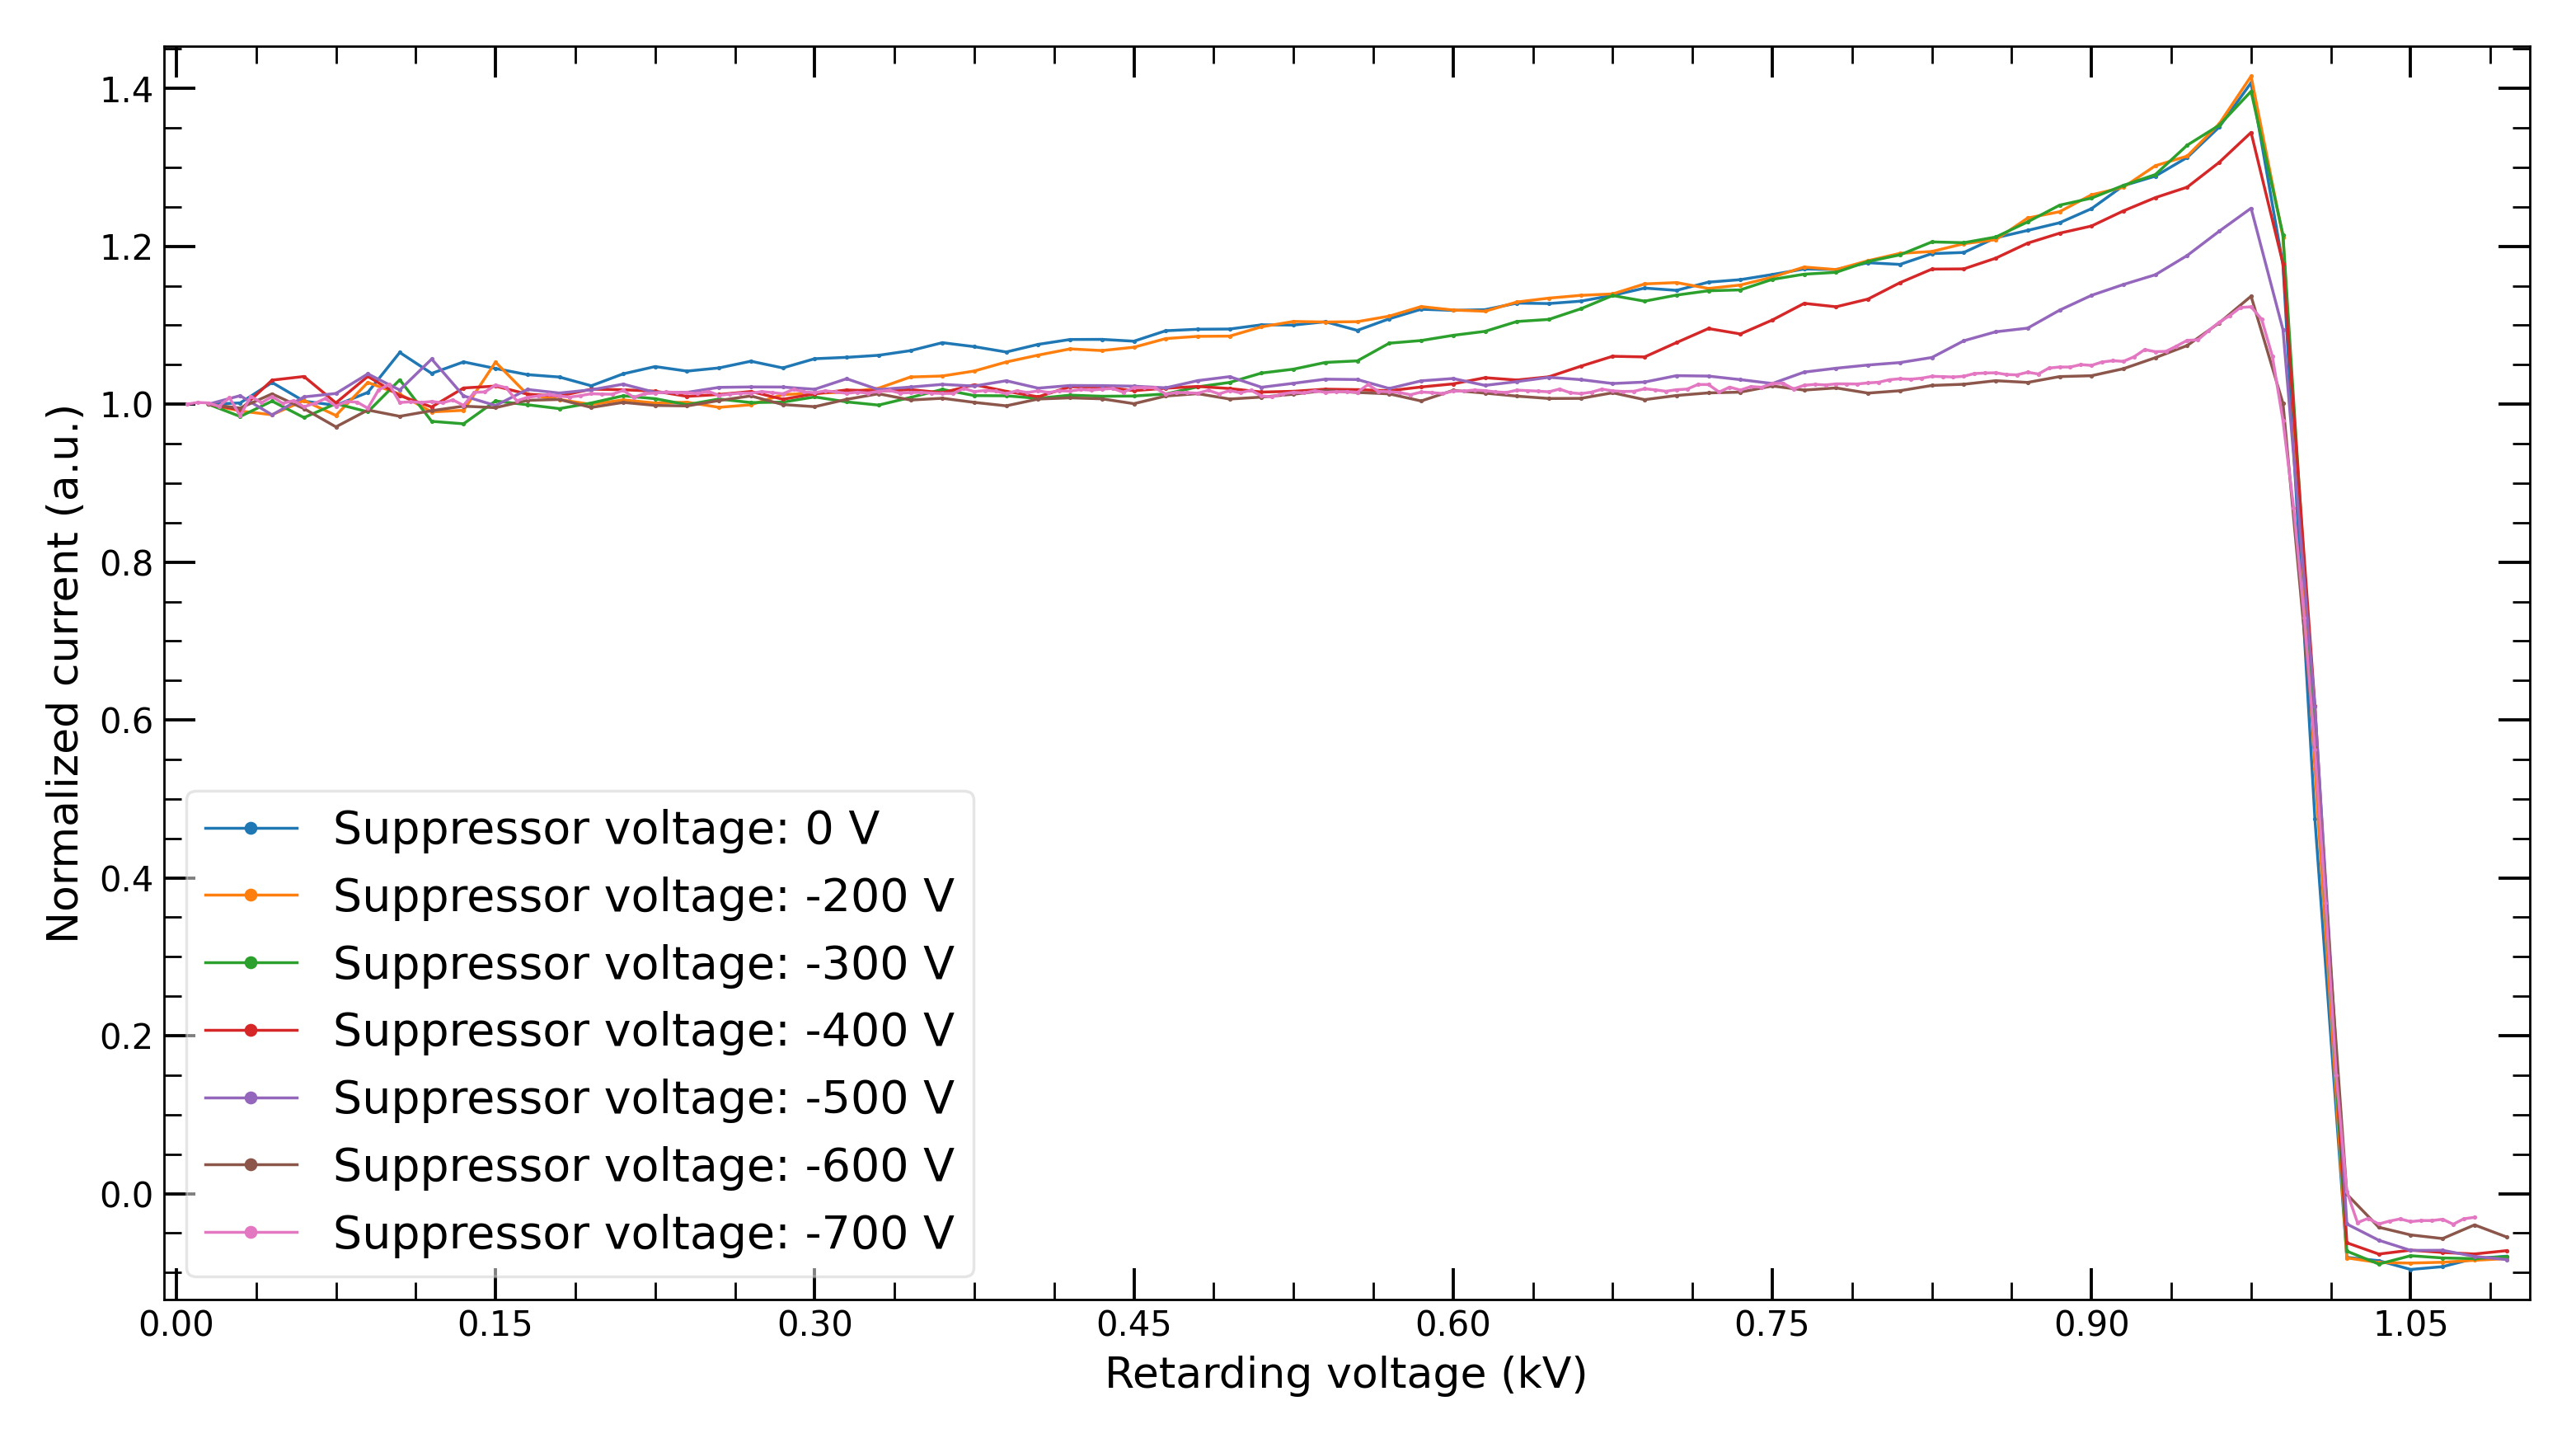 1.4
1.2
1.0
0.8
0.6
0.4
0.2
0.0
Normalized current (a.u.)
Suppressor voltage: 0 V
Suppressor voltage: -200 V
Suppressor voltage: -300 V
Suppressor voltage: -400 V
Suppressor voltage: -500 V
Suppressor voltage: -600 V
Suppressor voltage: -700 V
0.00 0.15 0.30 0.45 0.60 0.75 0.90 1.05
Retarding voltage (kV)